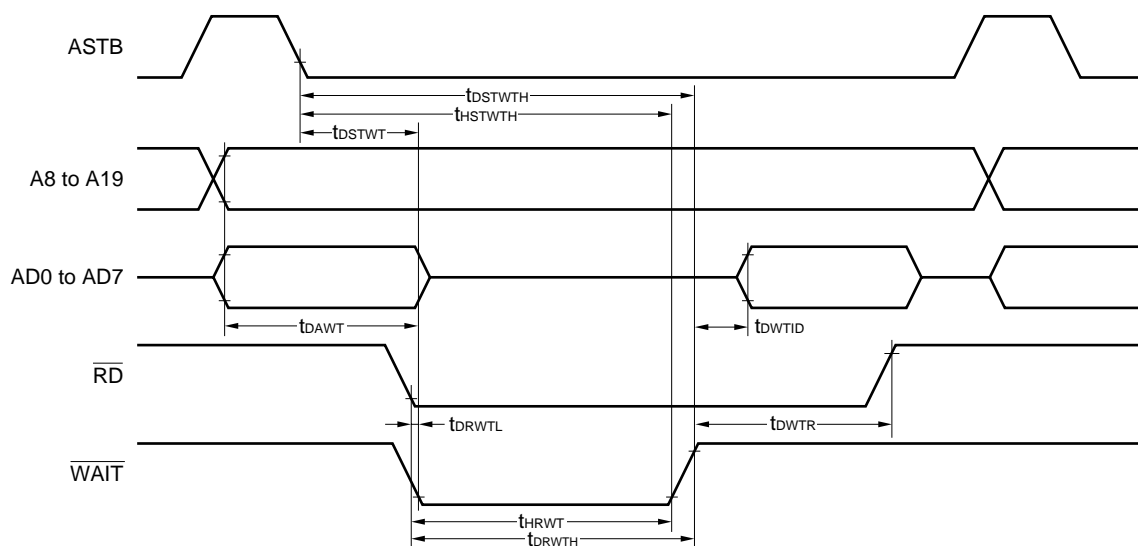 ASTB
tDSTWTH
tHSTWTH
tDSTWT
A8 to A19
AD0 to AD7
tDAWT
tDWTID
RD
tDRWTL
tDWTR
WAIT
tHRWT
tDRWTH